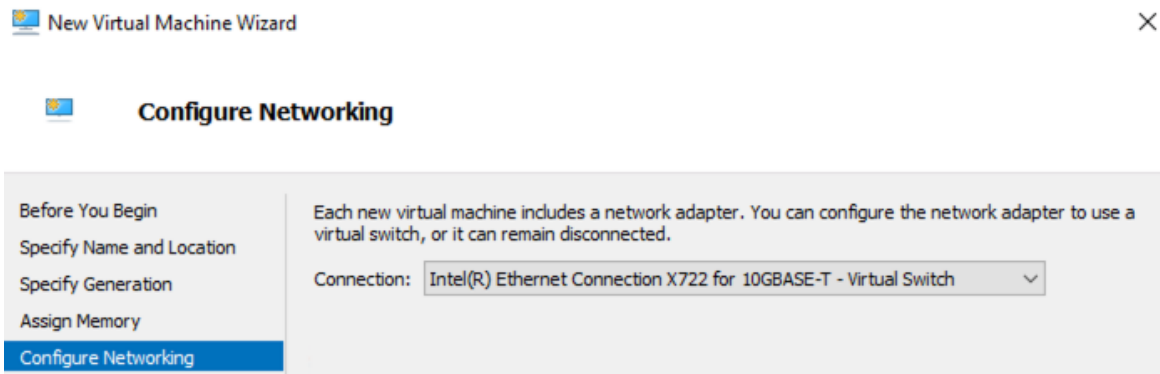 New Virtual Machine Wizard
Configure Networking
Before You Begin
Specify Name and Location
Specify Generation
Assign Memory
Configure Networking
Each new virtual machine includes a network adapter. You can configure the network adapter to use a
virtual switch, or it can remain disconnected.
Connection: Intel(R) Ethernet Connection X722 for 10GBASE-T - Virtual Switch